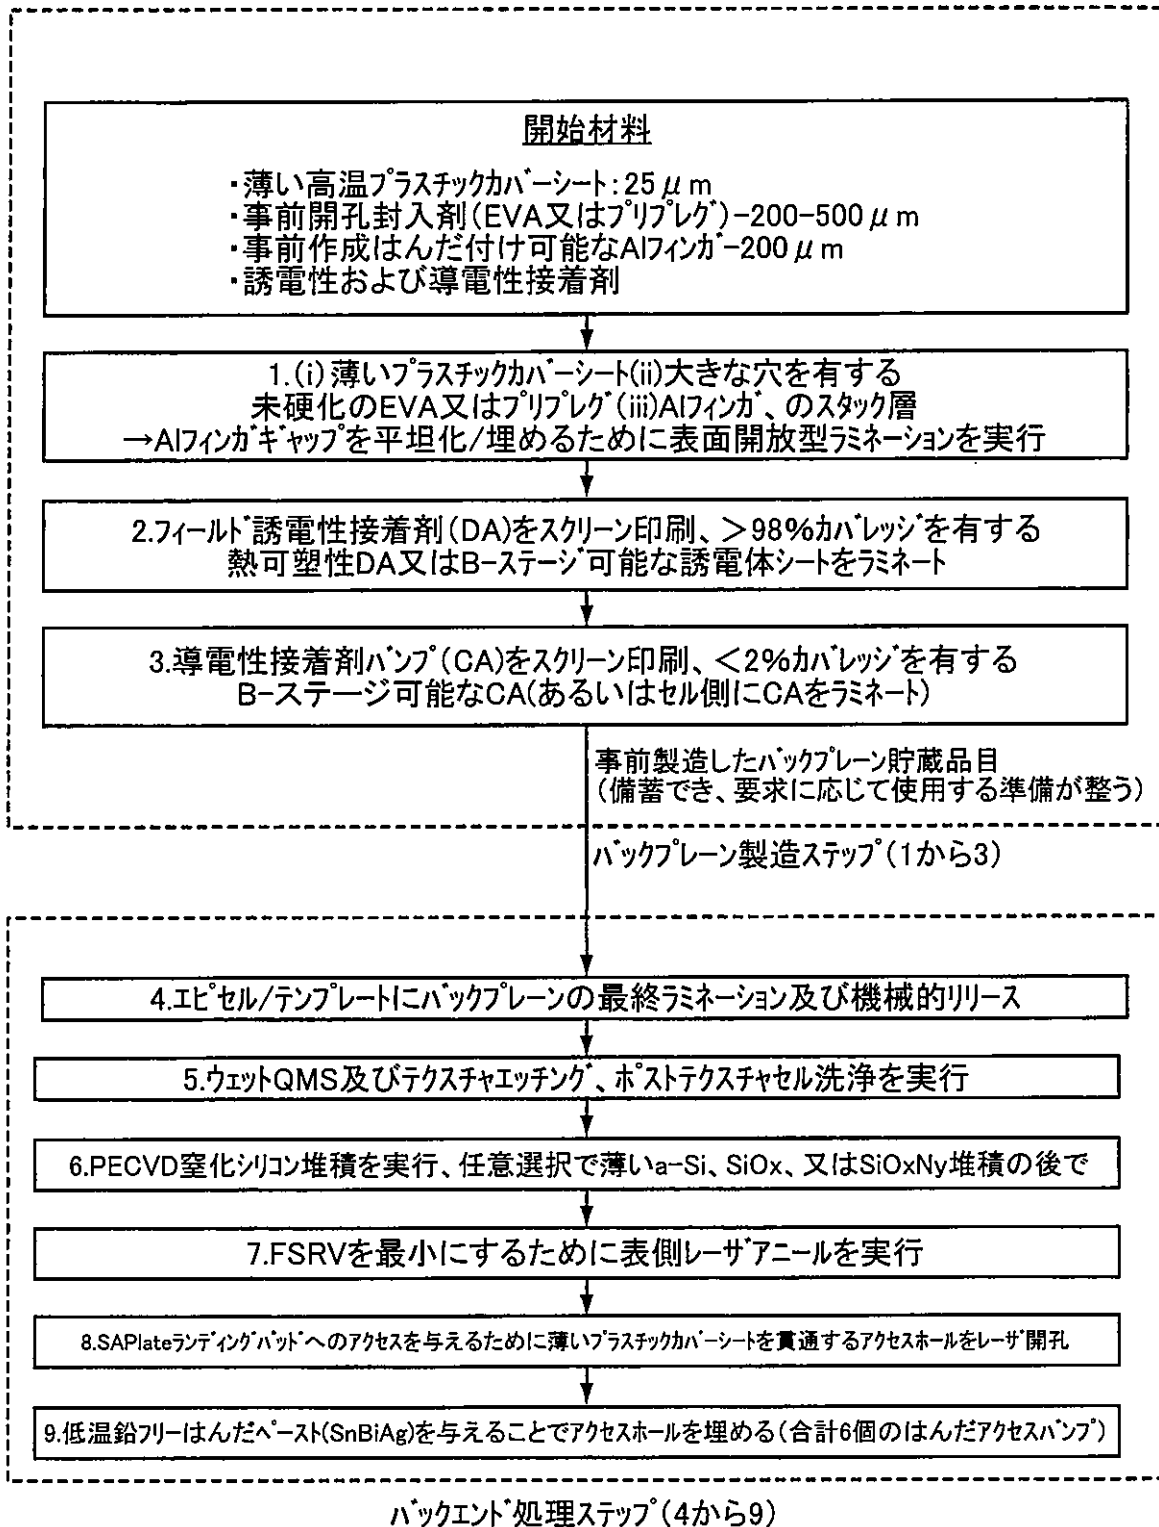 開始材料
・薄い高温プラスチックカバーシート:25μm
・事前開孔封入剤(EVA又はプリプレグ)-200-500μm
・事前作成はんだ付け可能なAlフィンガ-200μm
・誘電性および導電性接着剤
1.(i)薄いプラスチックカバーシート(ii)大きな穴を有する
未硬化のEVA又はプリプレグ(iii)Alフィンガ、のスタック層
→Alフィンガギャップを平坦化/埋めるために表面開放型ラミネーションを実行
2.フィールド誘電性接着剤(DA)をスクリーン印刷、>98%カバレッジを有する
熱可塑性DA又はB-ステージ可能な誘電体シートをラミネート
3.導電性接着剤バンプ(CA)をスクリーン印刷、<2%カバレッジを有する
B-ステージ可能なCA(あるいはセル側にCAをラミネート)
事前製造したバックプレーン貯蔵品目
(備蓄でき、要求に応じて使用する準備が整う)
バックプレーン製造ステップ(1から3)
4.エピセル/テンプレートにバックプレーンの最終ラミネーション及び機械的リリース
5.ウェットQMS及びテクスチャエッチング、ポストテクスチャセル洗浄を実行
6.PECVD窒化シリコン堆積を実行、任意選択で薄いa-Si、SiOx、又はSiOxNy堆積の後で
7.FSRVを最小にするために表側レーザアニールを実行
8.SAPlateランディングパッドへのアクセスを与えるために薄いプラスチックカバーシートを貫通するアクセスホールをレーザ開孔
9.低温鉛フリーはんだペースト(SnBiAg)を与えることでアクセスホールを埋める(合計6個のはんだアクセスバンプ)
バックエンド処理ステップ(4から9)